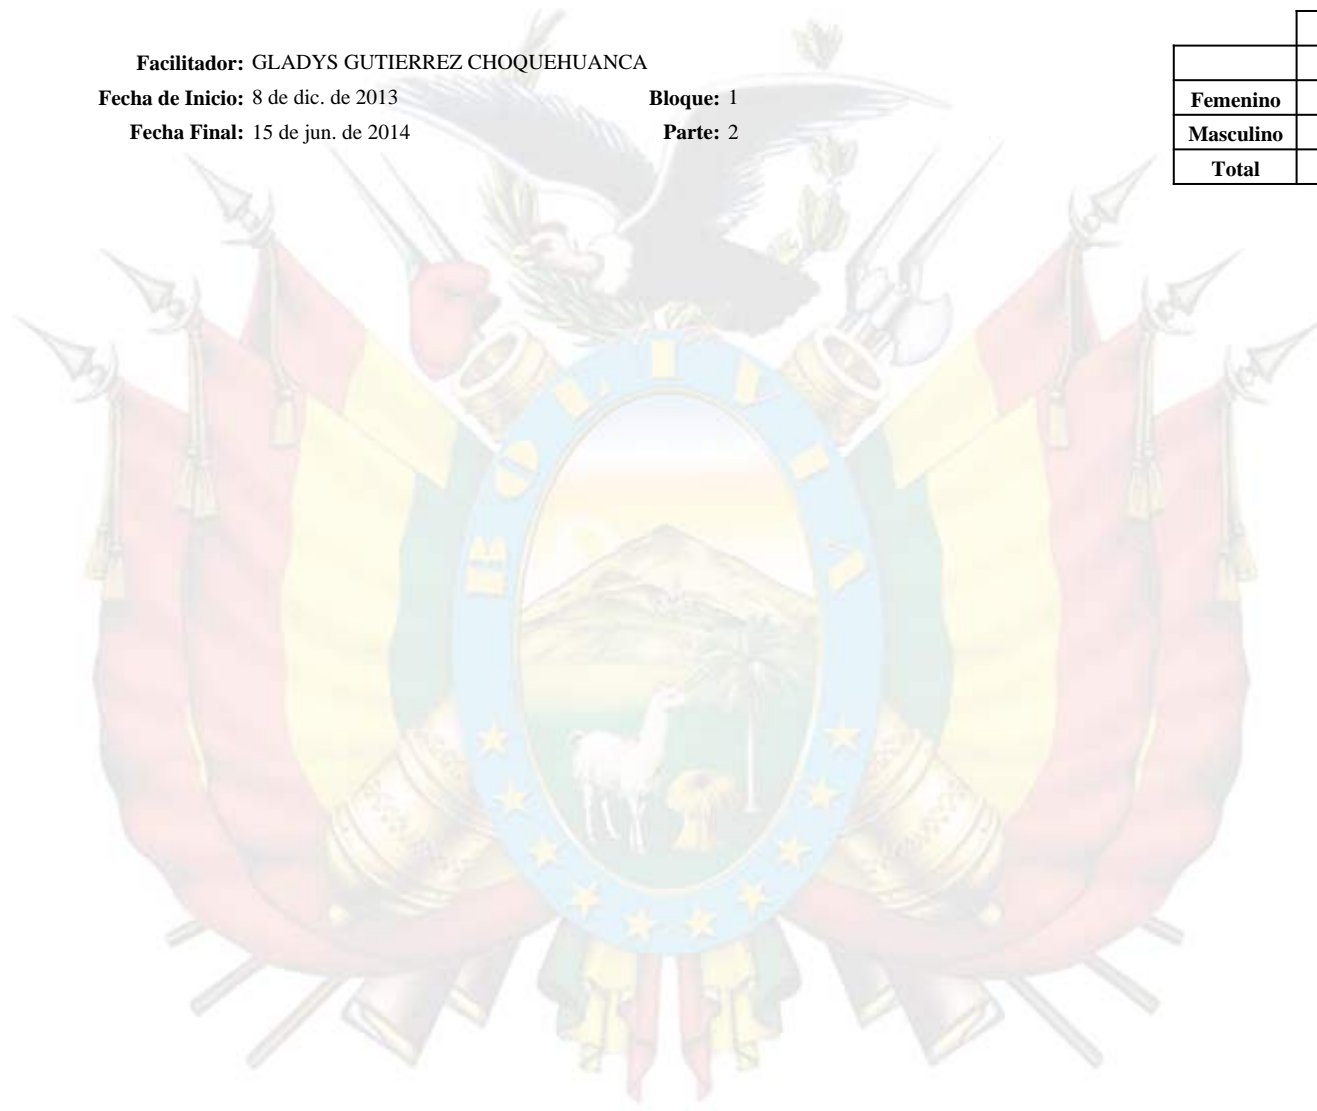 Facilitador: GLADYS GUTIERREZ CHOQUEHUANCA
Fecha de Inicio: 8 de dic. de 2013 Bloque: 1
Fecha Final: 15 de jun. de 2014 Parte: 2
Femenino
Masculino
Total
BOLIVIA